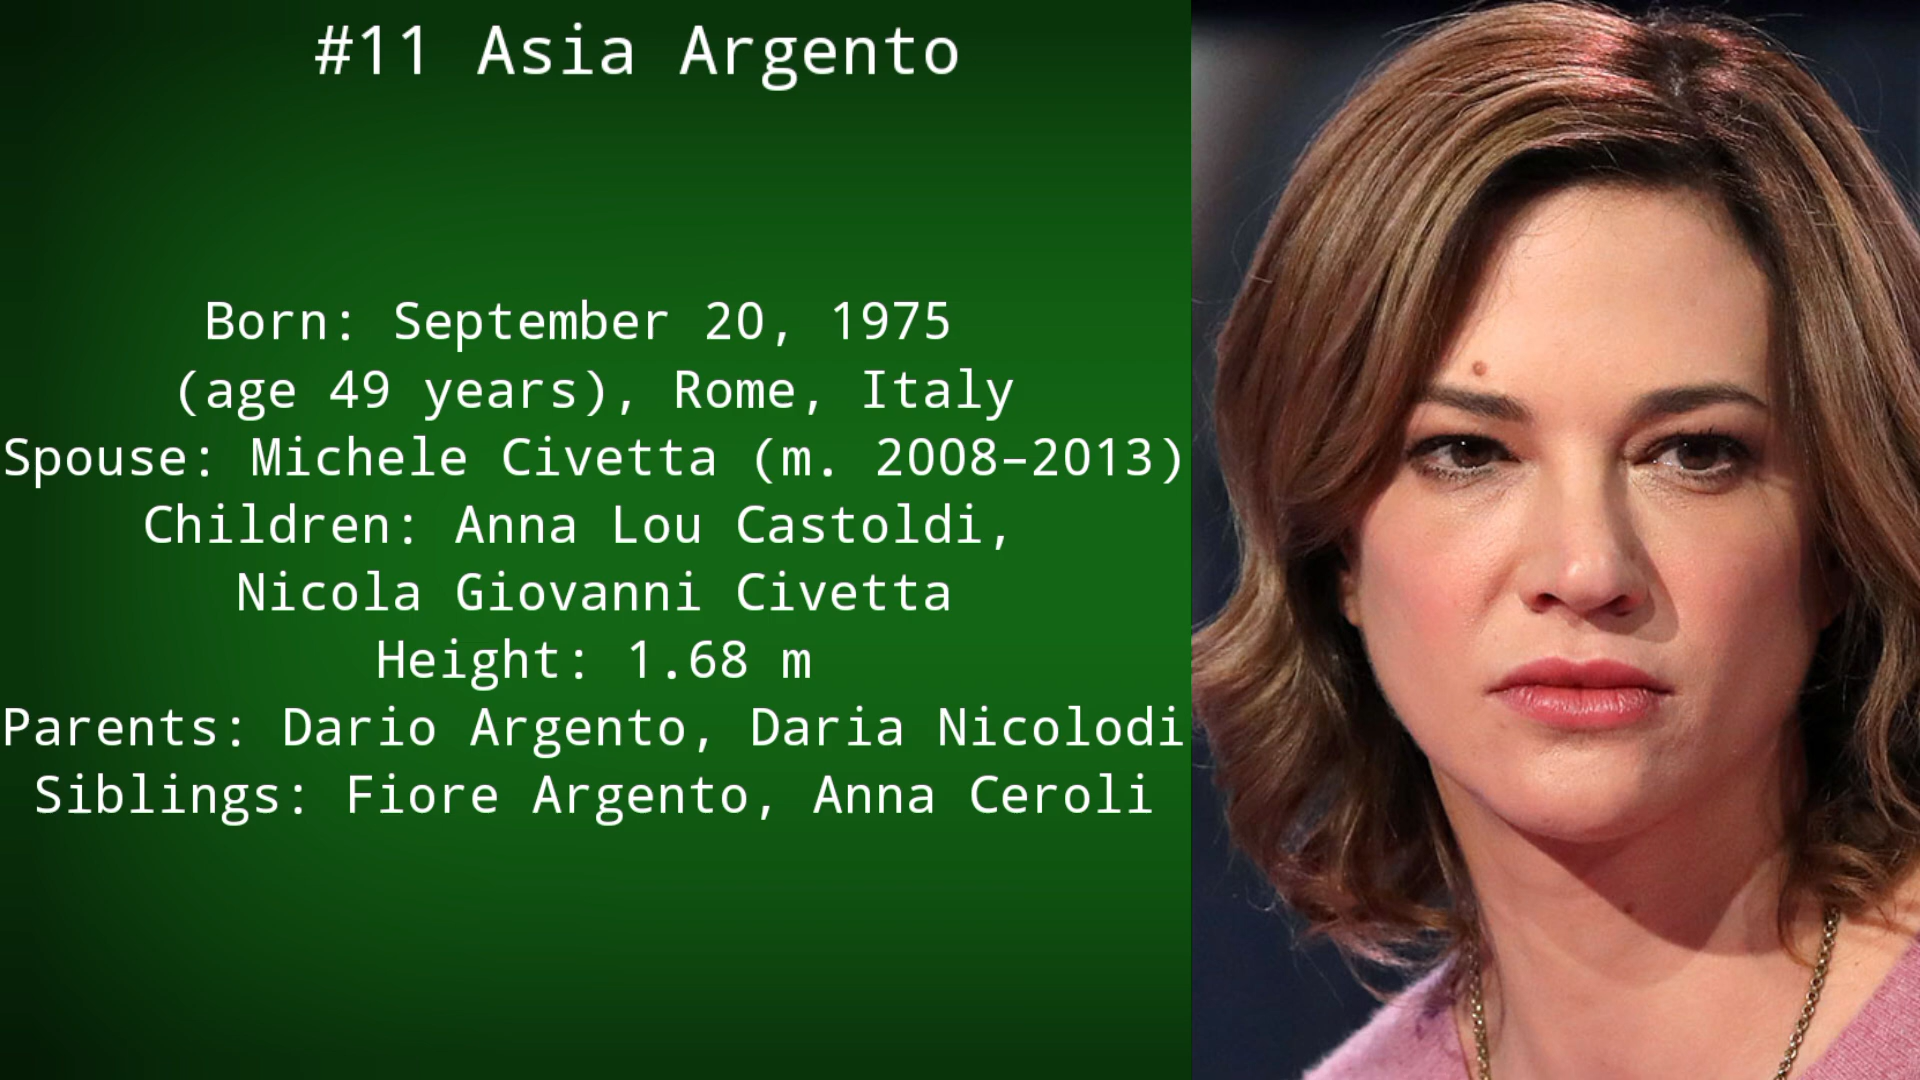 #11 Asia Argento
Born: September 20, 1975
(age 49 years), Rome, Italy
Spouse: Michele Civetta (m. 2008–2013)
Children: Anna Lou Castoldi,
Nicola Giovanni Civetta
Height: 1.68 m
Parents: Dario Argento, Daria Nicolodi
Siblings: Fiore Argento, Anna Ceroli